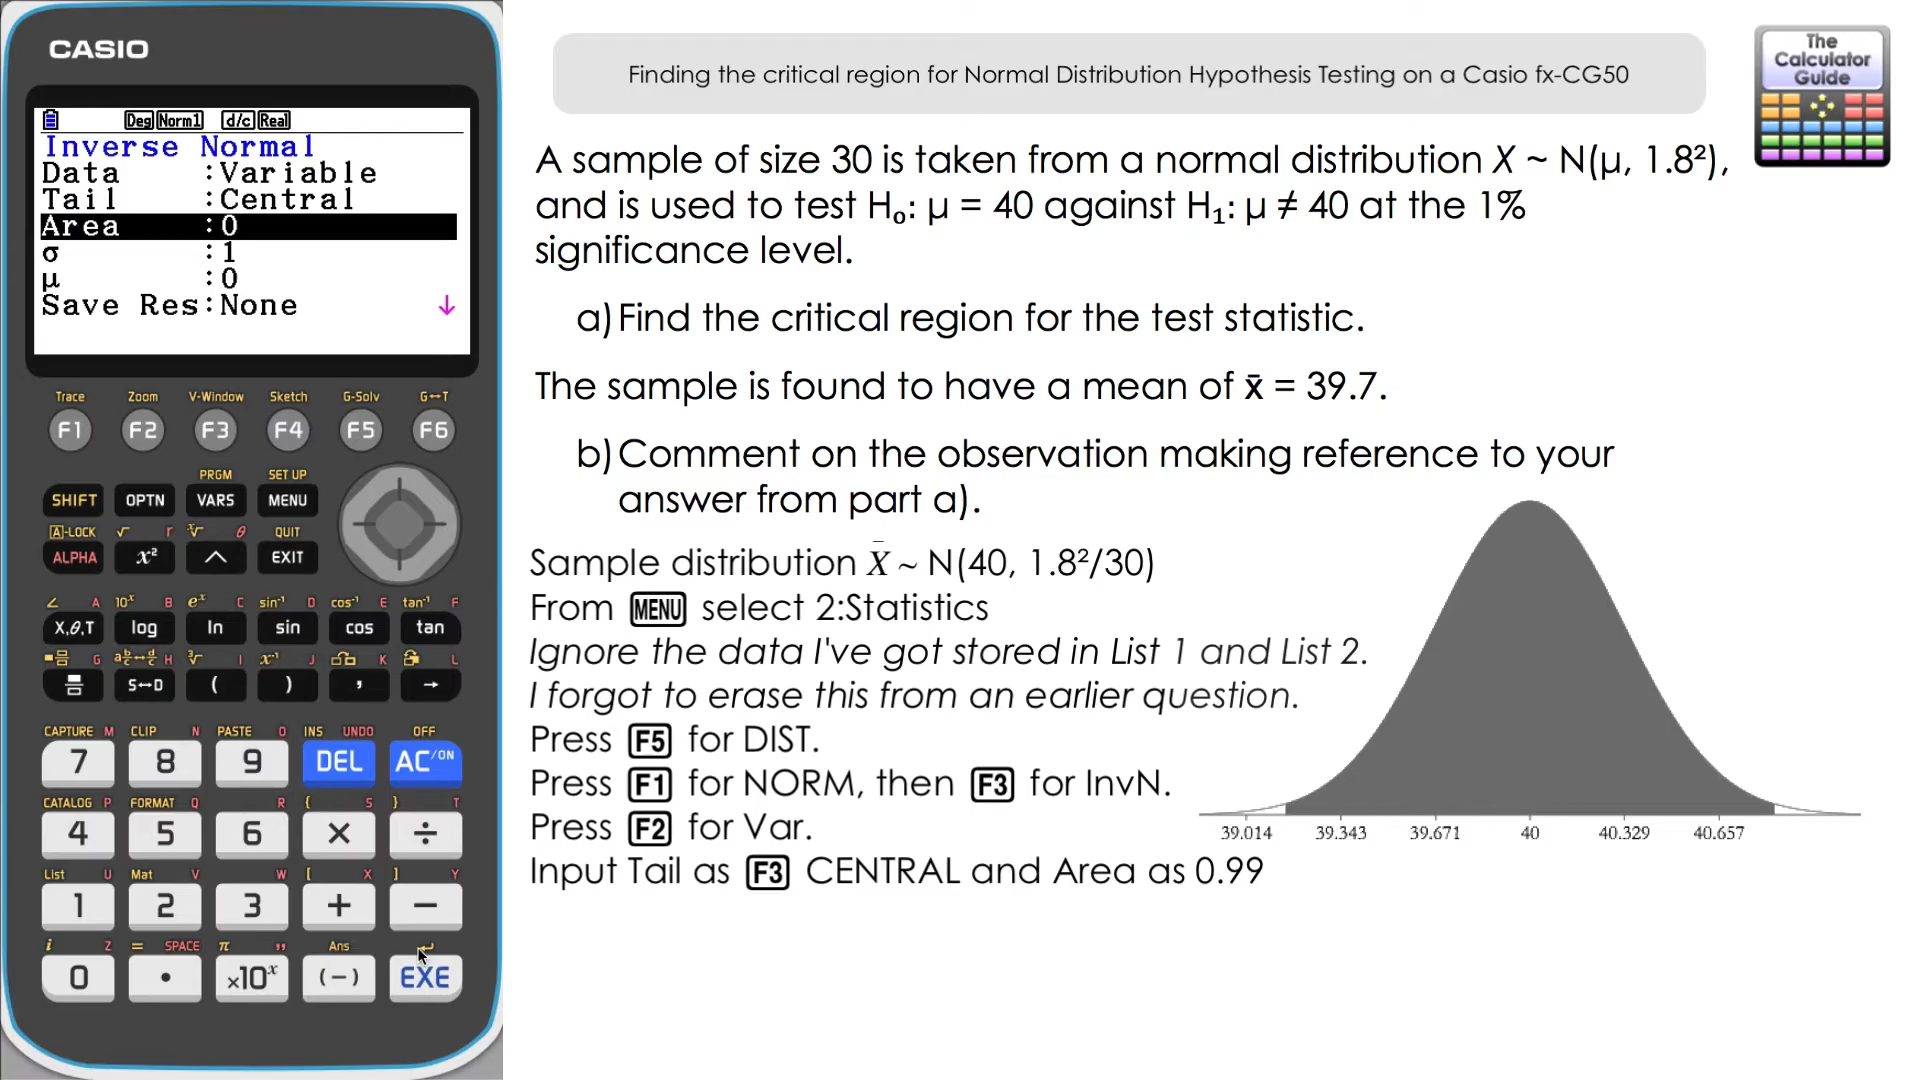 CASIO
Deg Norm1 d/c Real
Inverse Normal
Data :Variable
Tail :Central
Area :0
σ :1
μ :0
Save Res:None ↓
Trace Zoom V-Window Sketch G-Solv G↔T
F1 F2 F3 F4 F5 F6
PRGM SET UP
SHIFT OPTN VARS MENU
A-LOCK √ r ˣ√ θ QUIT
ALPHA x² ^ EXIT
∠ A 10ˣ B eˣ C sin⁻¹ D cos⁻¹ E tan⁻¹ F
X,θ,T log ln sin cos tan
G a b/c↔d/c H ³√ I x⁻¹ J K L
S↔D ( ) , →
CAPTURE M CLIP N PASTE O INS UNDO OFF
7 8 9 DEL AC/ON
CATALOG P FORMAT Q R { S } T
4 5 6 × ÷
List U Mat V W [ X ] Y
1 2 3 + −
i Z = SPACE π " Ans ↵
0 • ×10ˣ (−) EXE
Finding the critical region for Normal Distribution Hypothesis Testing on a Casio fx-CG50
The
Calculator
Guide
A sample of size 30 is taken from a normal distribution X ~ N(μ, 1.8²),
and is used to test H₀: μ = 40 against H₁: μ ≠ 40 at the 1%
significance level.
a) Find the critical region for the test statistic.
The sample is found to have a mean of x̄ = 39.7.
b) Comment on the observation making reference to your
answer from part a).
Sample distribution X̄ ~ N(40, 1.8²/30)
From MENU select 2:Statistics
Ignore the data I've got stored in List 1 and List 2.
I forgot to erase this from an earlier question.
Press F5 for DIST.
Press F1 for NORM, then F3 for InvN.
Press F2 for Var.
Input Tail as F3 CENTRAL and Area as 0.99
39.014 39.343 39.671 40 40.329 40.657